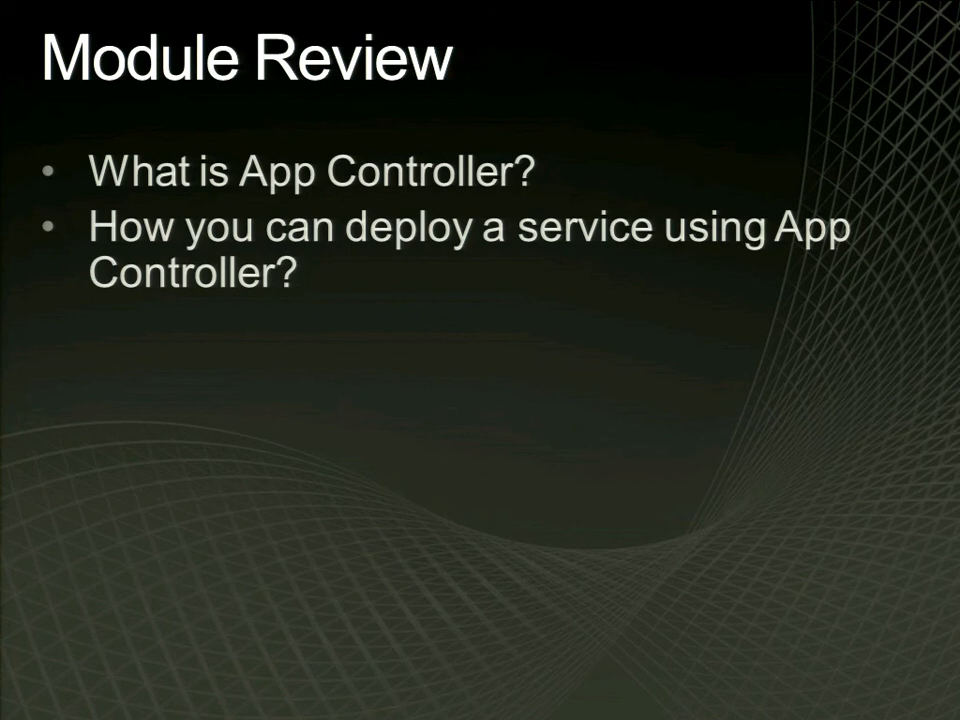 Module Review
• What is App Controller?
• How you can deploy a service using App
Controller?